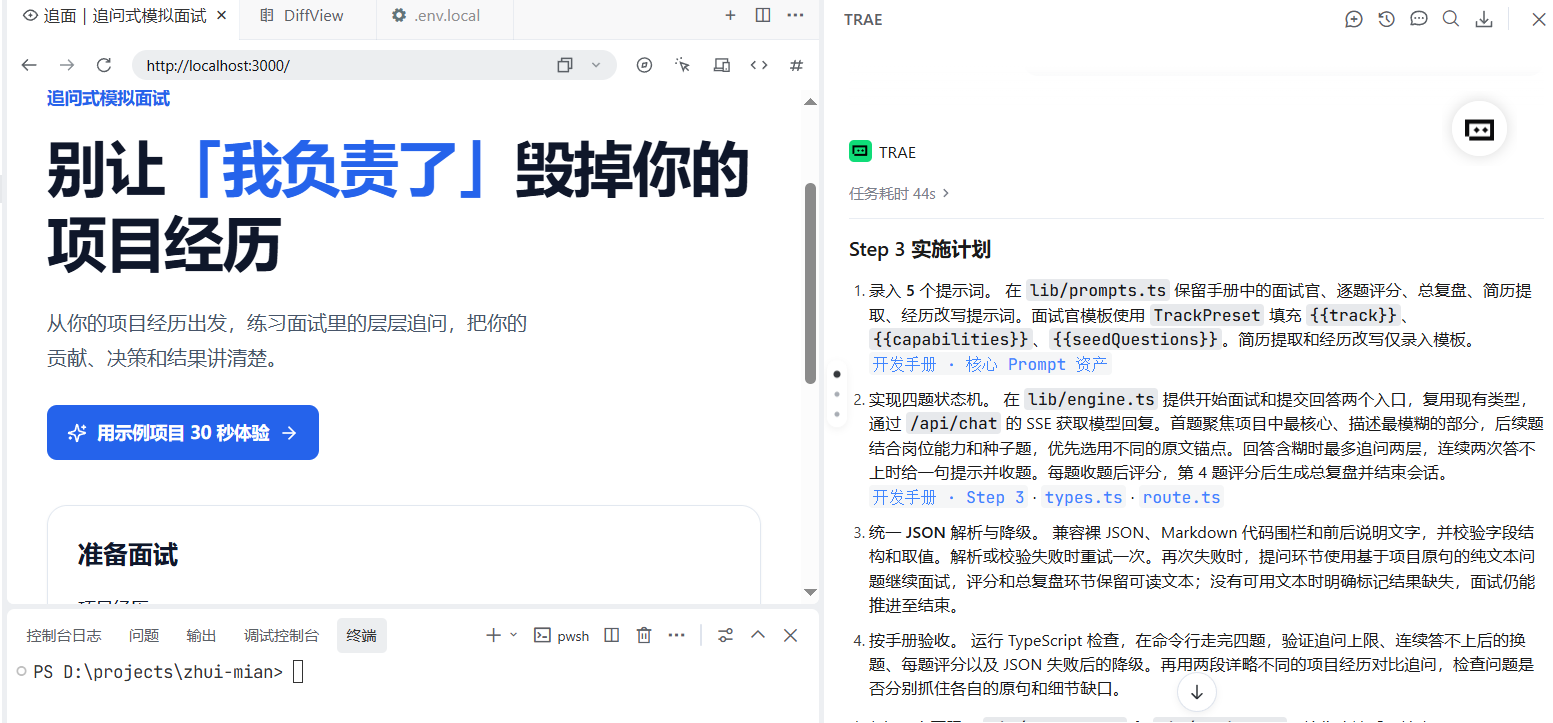 追面 | 追问式模拟面试
DiffView
.env.local
http://localhost:3000/
追问式模拟面试
别让「我负责了」毁掉你的
项目经历
从你的项目经历出发，练习面试里的层层追问，把你的
贡献、决策和结果讲清楚。
用示例项目 30 秒体验
准备面试
控制台日志 问题 输出 调试控制台 终端
pwsh
PS D:\projects\zhui-mian>
TRAE
TRAE
任务耗时 44s
Step 3 实施计划
1. 录入 5 个提示词。 在 lib/prompts.ts 保留手册中的面试官、逐题评分、总复盘、简历提
取、经历改写提示词。面试官模板使用 TrackPreset 填充 {{track}}、
{{capabilities}}、{{seedQuestions}}。简历提取和经历改写仅录入模板。
开发手册 · 核心 Prompt 资产
2. 实现四题状态机。 在 lib/engine.ts 提供开始面试和提交回答两个入口，复用现有类型，
通过 /api/chat 的 SSE 获取模型回复。首题聚焦项目中最核心、描述最模糊的部分，后续题
结合岗位能力和种子题，优先选用不同的原文锚点。回答含糊时最多追问两层，连续两次答不
上时给一句提示并收题。每题收题后评分，第 4 题评分后生成总复盘并结束会话。
开发手册 · Step 3 · types.ts · route.ts
3. 统一 JSON 解析与降级。 兼容裸 JSON、Markdown 代码围栏和前后说明文字，并校验字段结
构和取值。解析或校验失败时重试一次。再次失败时，提问环节使用基于项目原句的纯文本问
题继续面试，评分和总复盘环节保留可读文本；没有可用文本时明确标记结果缺失，面试仍能
推进至结束。
4. 按手册验收。 运行 TypeScript 检查，在命令行走完四题，验证追问上限、连续答不上后的换
题、每题评分以及 JSON 失败后的降级。再用两段详略不同的项目经历对比追问，检查问题是
否分别抓住各自的原句和细节缺口。